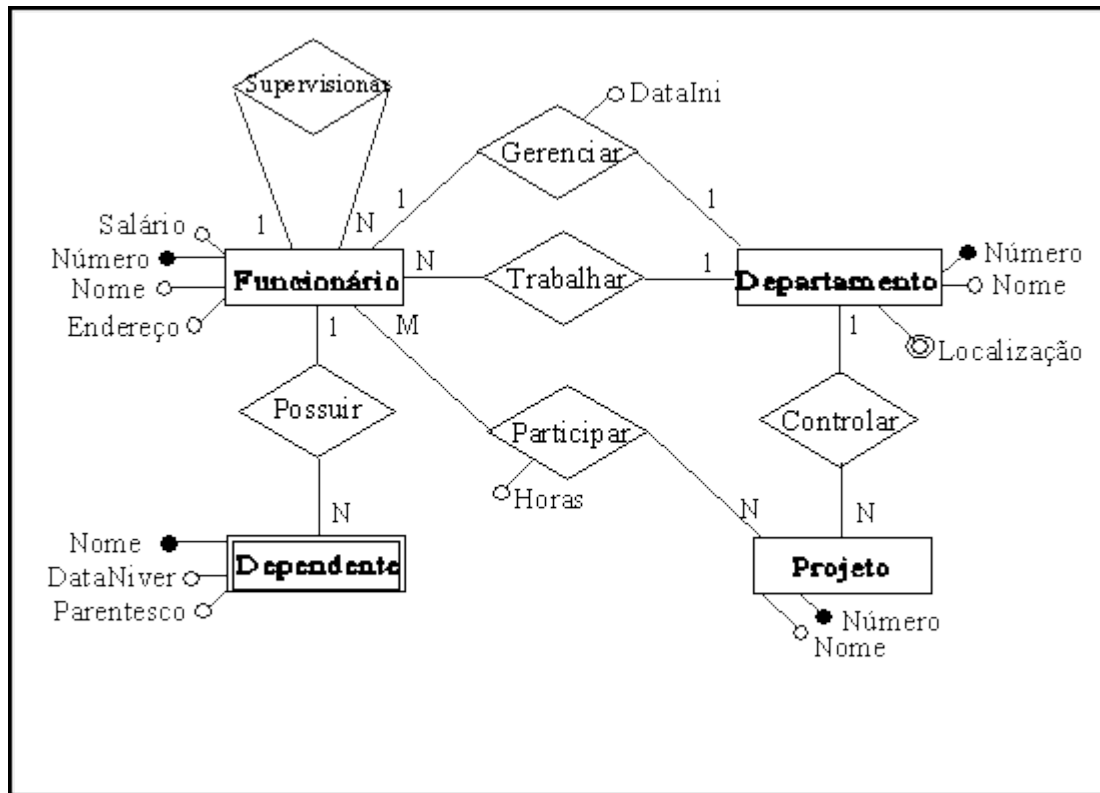 Supervisionar
DataIni
Gerenciar
1
1
Salário
1
N
Número
Nome
Endereço
Funcionário
N
Trabalhar
1
Departamento
Número
Nome
Localização
1
M
1
Possuir
Participar
Controlar
Horas
N
N
N
Nome
DataNiver
Parentesco
Dependente
Projeto
Número
Nome